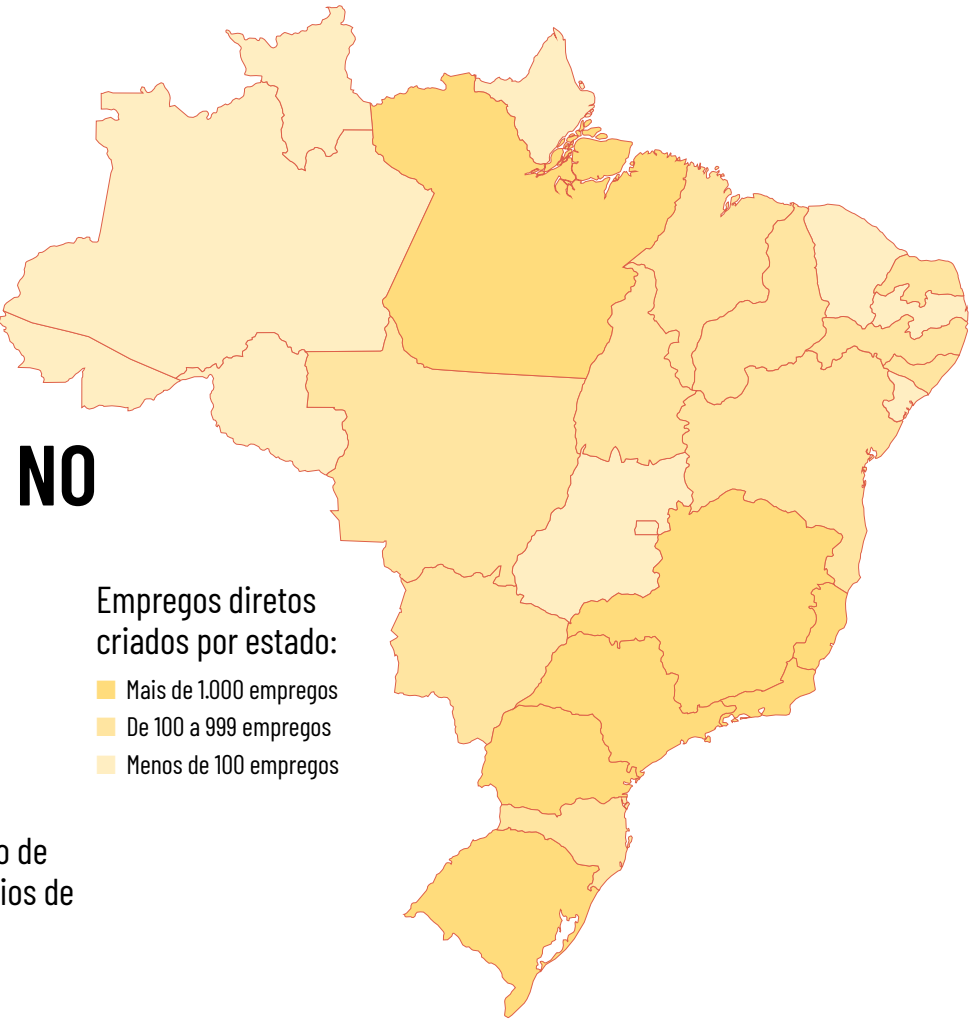 NO
Empregos diretos
criados por estado:
Mais de 1.000 empregos
De 100 a 999 empregos
Menos de 100 empregos
o de
ios de